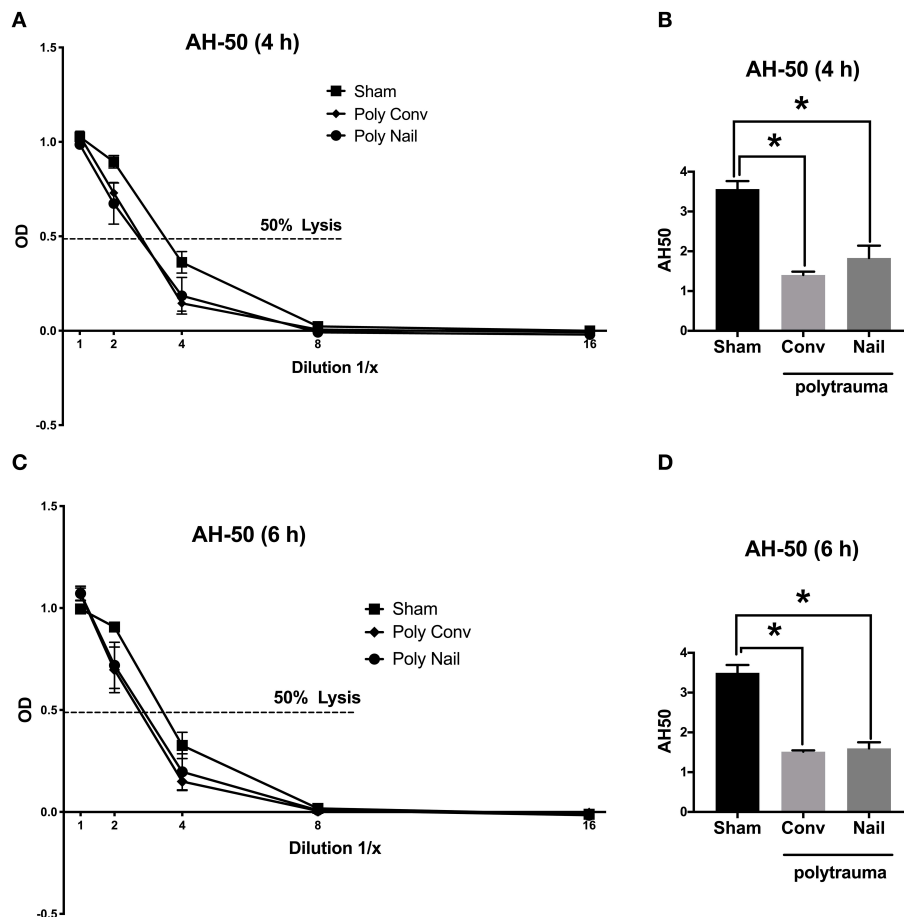 A
AH-50 (4 h)
1.5
1.0
0.5
0.0
-0.5
OD
Sham
Poly Conv
Poly Nail
50% Lysis
1
2
4
8
16
Dilution 1/x
B
AH-50 (4 h)
*
*
4
3
2
1
0
AH50
Sham
Conv
Nail
polytrauma
C
AH-50 (6 h)
1.5
1.0
0.5
0.0
-0.5
OD
Sham
Poly Conv
Poly Nail
50% Lysis
1
2
4
8
16
Dilution 1/x
D
AH-50 (6 h)
*
*
4
3
2
1
0
AH50
Sham
Conv
Nail
polytrauma